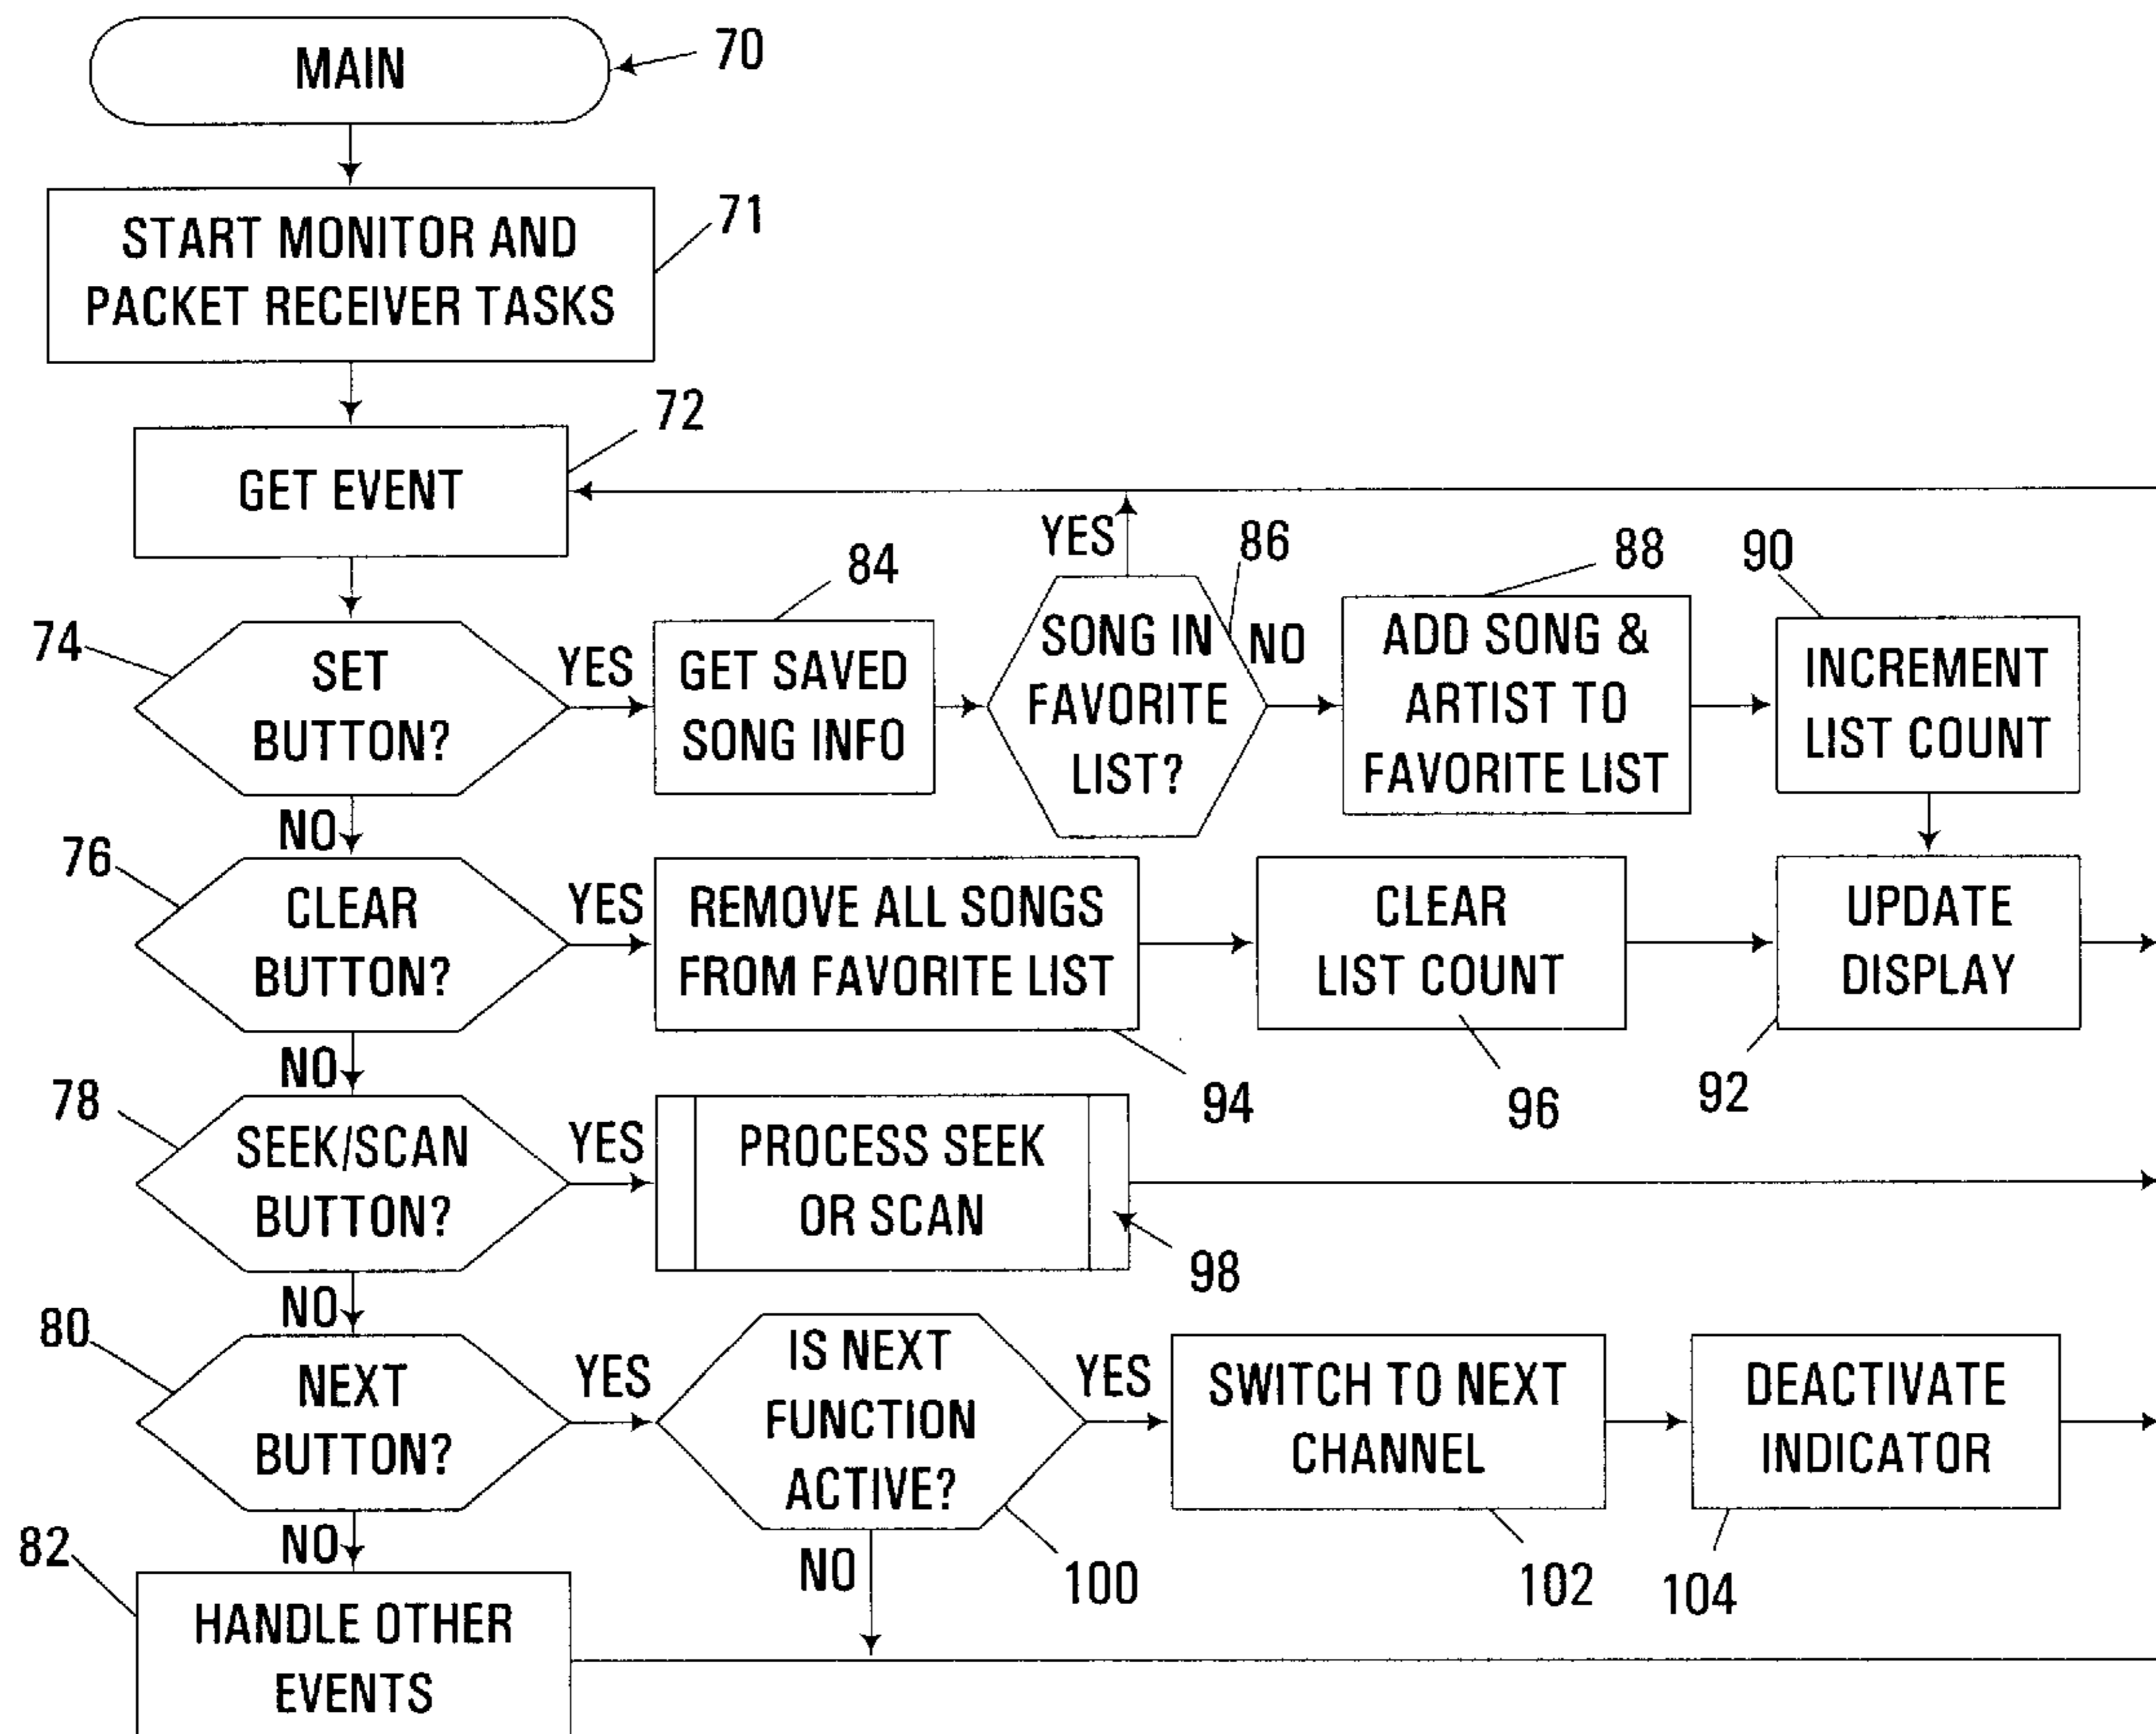 MAIN
70
START MONITOR AND
PACKET RECEIVER TASKS
71
GET EVENT
72
74
SET
BUTTON?
YES
GET SAVED
SONG INFO
84
SONG IN
FAVORITE
LIST?
86
YES
NO
ADD SONG &
ARTIST TO
FAVORITE LIST
88
INCREMENT
LIST COUNT
90
NO
76
CLEAR
BUTTON?
YES
REMOVE ALL SONGS
FROM FAVORITE LIST
94
CLEAR
LIST COUNT
96
UPDATE
DISPLAY
92
NO
78
SEEK/SCAN
BUTTON?
YES
PROCESS SEEK
OR SCAN
98
NO
80
NEXT
BUTTON?
YES
IS NEXT
FUNCTION
ACTIVE?
100
YES
SWITCH TO NEXT
CHANNEL
102
DEACTIVATE
INDICATOR
104
NO
NO
82
HANDLE OTHER
EVENTS